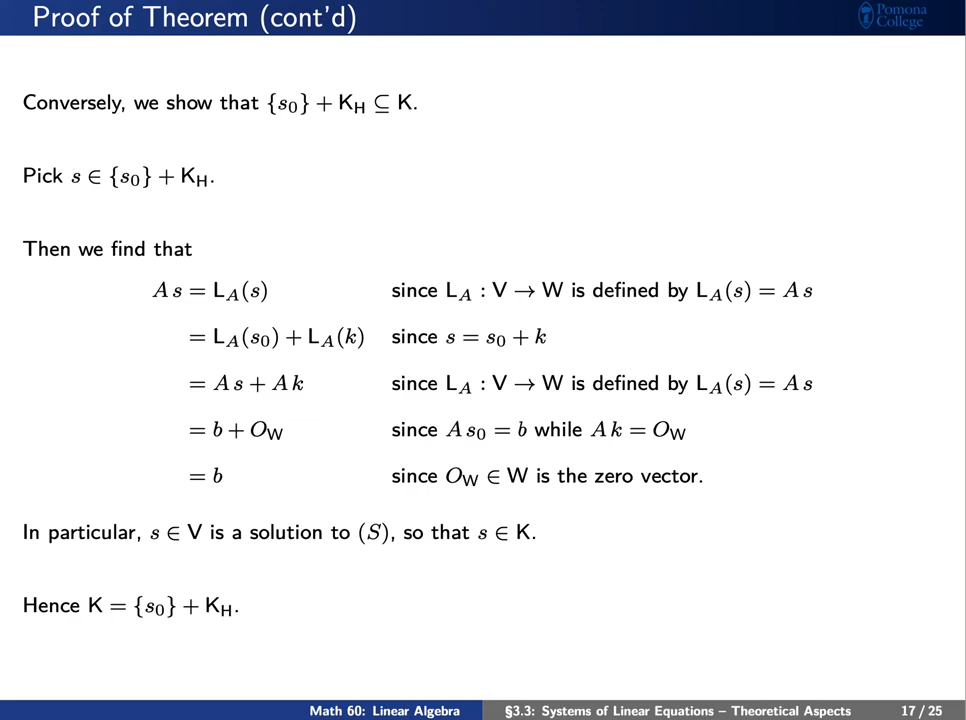 Proof of Theorem (cont'd)
Pomona
College
Conversely, we show that {s₀} + K_H ⊆ K.
Pick s ∈ {s₀} + K_H.
Then we find that
A s = L_A(s) since L_A : V → W is defined by L_A(s) = A s
= L_A(s₀) + L_A(k) since s = s₀ + k
= A s + A k since L_A : V → W is defined by L_A(s) = A s
= b + O_W since A s₀ = b while A k = O_W
= b since O_W ∈ W is the zero vector.
In particular, s ∈ V is a solution to (S), so that s ∈ K.
Hence K = {s₀} + K_H.
Math 60: Linear Algebra §3.3: Systems of Linear Equations – Theoretical Aspects 17 / 25